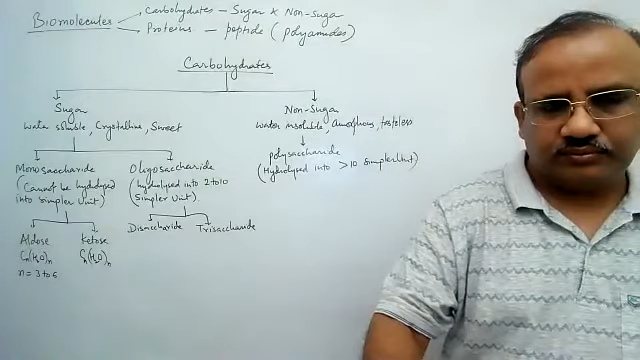 Biomolecules
Carbohydrates – Sugar × Non-Suga
Proteins – peptide (polyamides)
Carbohydrates
Sugar
Non-Suga
water soluble, Crystalline, Sweet
water insoluble, amorphous, tasteless
Monosaccharide
Oligosaccharide
polysaccharide
(Cannot be hydrolysed
into simpler Unit)
(hydrolysed into 2 to 10
Simpler Unit)
(Hydrolysed into >10 simpler Unit)
Disaccharide
Trisaccharide
Aldose
Ketose
Cn(H2O)n
Cn(H2O)n
n = 3 to 6